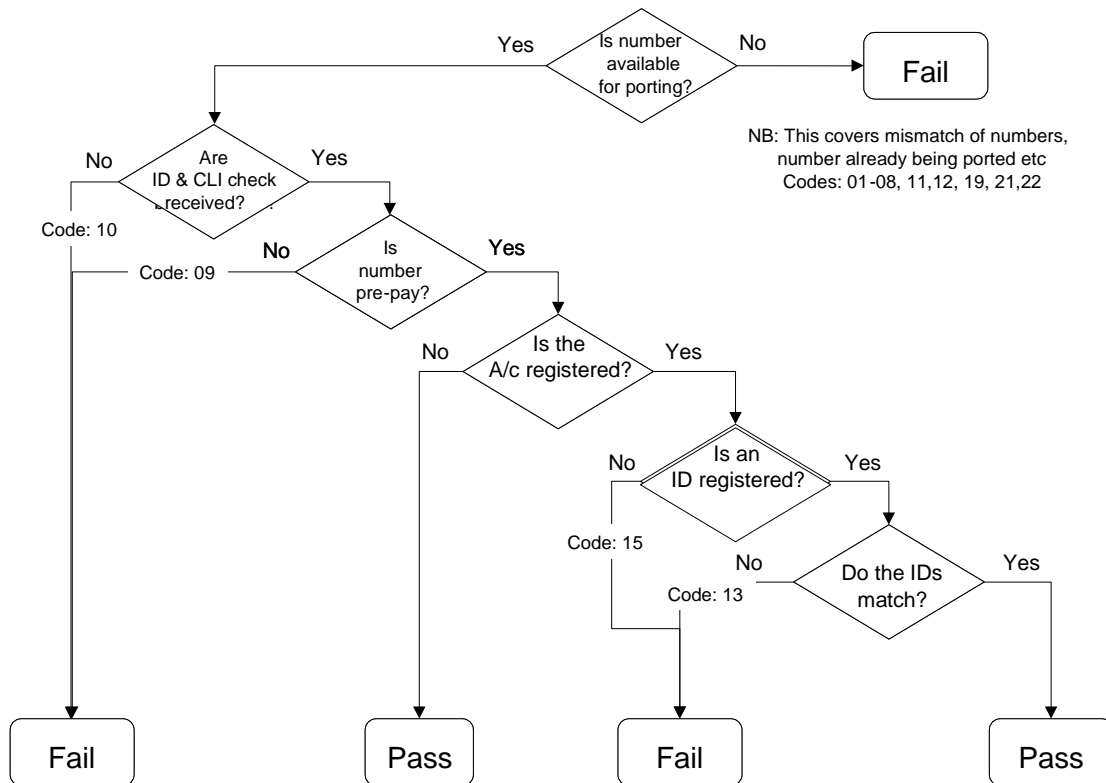 Yes
Is number
available
for porting?
No
Fail
NB: This covers mismatch of numbers,
number already being ported etc
Codes: 01-08, 11,12, 19, 21,22
No
Are
ID & CLI check
received?
Yes
Code: 10
No
Code: 09
Is
number
pre-pay?
Yes
No
Is the
A/c registered?
Yes
No
Is an
ID registered?
Yes
Code: 15
No
Code: 13
Do the IDs
match?
Yes
Fail
Pass
Fail
Pass